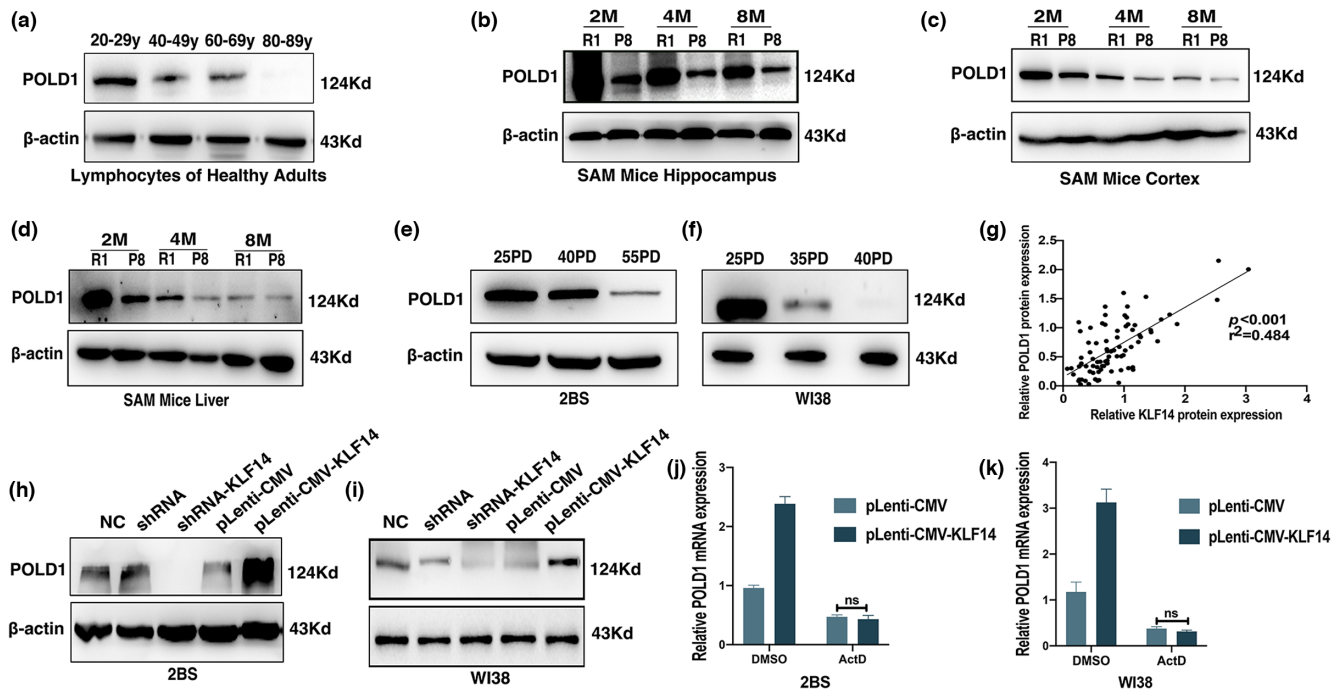 (a)
20-29y 40-49y 60-69y 80-89y
POLD1 124Kd
β-actin 43Kd
Lymphocytes of Healthy Adults
(b)
2M 4M 8M
R1 P8 R1 P8 R1 P8
POLD1 124Kd
β-actin 43Kd
SAM Mice Hippocampus
(c)
2M 4M 8M
R1 P8 R1 P8 R1 P8
POLD1 124Kd
β-actin 43Kd
SAM Mice Cortex
(d)
2M 4M 8M
R1 P8 R1 P8 R1 P8
POLD1 124Kd
β-actin 43Kd
SAM Mice Liver
(e)
25PD 40PD 55PD
POLD1
β-actin
2BS
(f)
25PD 35PD 40PD
124Kd
43Kd
WI38
(g)
Relative POLD1 protein expression
2.5
2.0
1.5
1.0
0.5
0.0
0 1 2 3 4
Relative KLF14 protein expression
p<0.001
r2=0.484
(h)
NC shRNA shRNA-KLF14 pLenti-CMV pLenti-CMV-KLF14
POLD1 124Kd
β-actin 43Kd
2BS
(i)
NC shRNA shRNA-KLF14 pLenti-CMV pLenti-CMV-KLF14
124Kd
43Kd
WI38
(j)
Relative POLD1 mRNA expression
3
2
1
0
pLenti-CMV
pLenti-CMV-KLF14
ns
DMSO ActD
2BS
(k)
Relative POLD1 mRNA expression
4
3
2
1
0
pLenti-CMV
pLenti-CMV-KLF14
ns
DMSO ActD
WI38